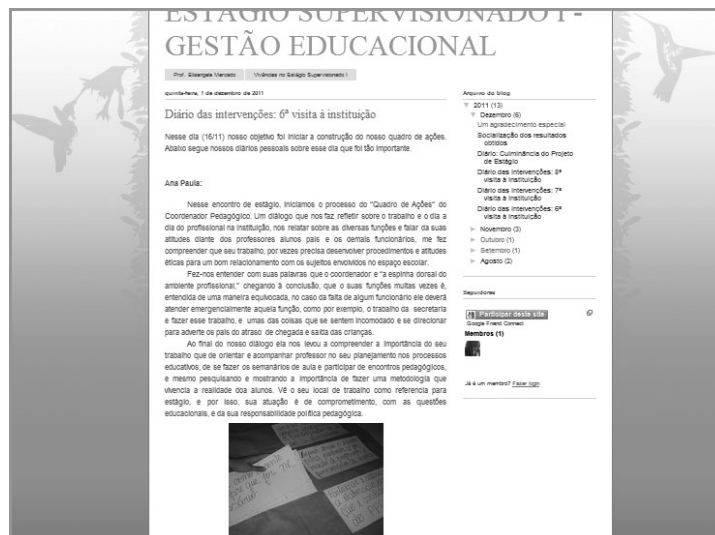 ESTÁGIO SUPERVISIONADO I -
GESTÃO EDUCACIONAL
Prof. Elisangela Mercado
Vivências no Estágio Supervisionado I
quinta-feira, 1 de dezembro de 2011
Diário das intervenções: 6ª visita à instituição
Nesse dia (16/11) nosso objetivo foi iniciar a construção do nosso quadro de ações.
Abaixo segue nossos diários pessoais sobre esse dia que foi tão importante.
Ana Paula:
Nesse encontro de estágio, iniciamos o processo do "Quadro de Ações" do
Coordenador Pedagógico. Um diálogo que nos faz refletir sobre o trabalho e o dia a
dia do profissional na instituição, nos relatar sobre as diversas funções e falar da suas
atitudes diante dos professores alunos pais e os demais funcionários, me fez
compreender que seu trabalho, por vezes precisa desenvolver procedimentos e atitudes
éticas para um bom relacionamento com os sujeitos envolvidos no espaço escolar.
Fez-nos entender com suas palavras que o coordenador e "a espinha dorsal do
ambiente profissional," chegando à conclusão, que o suas funções muitas vezes é,
entendida de uma maneira equivocada, no caso da falta de algum funcionário ele deverá
atender emergencialmente aquela função, como por exemplo, o trabalho da secretaria
e fazer esse trabalho, e umas das coisas que se sentem incomodado e se direcionar
para adverte os pais do atraso de chegada e saída das crianças.
Ao final do nosso diálogo ela nos levou a compreender a importância do seu
trabalho que de orientar e acompanhar professor no seu planejamento nos processos
educativos, de se fazer os semanários de aula e participar de encontros pedagógicos,
e mesmo pesquisando e mostrando a importância de fazer uma metodologia que
vivencia a realidade doa alunos. Vê o seu local de trabalho como referencia para
estágio, e por isso, sua atuação é de comprometimento, com as questões
educacionais, e da sua responsabilidade política pedagógica.
Arquivo do blog
▼ 2011 (13)
▼ Dezembro (6)
Um agradecimento especial
Socialização dos resultados
obtidos
Diário: Culminância do Projeto
de Estágio
Diário das intervenções: 8ª
visita à instituição
Diário das intervenções: 7ª
visita à instituição
Diário das intervenções: 6ª
visita à instituição
► Novembro (3)
► Outubro (1)
► Setembro (1)
► Agosto (2)
Seguidores
Participar deste site
Google Friend Connect
Membros (1)
Já é um membro? Fazer login